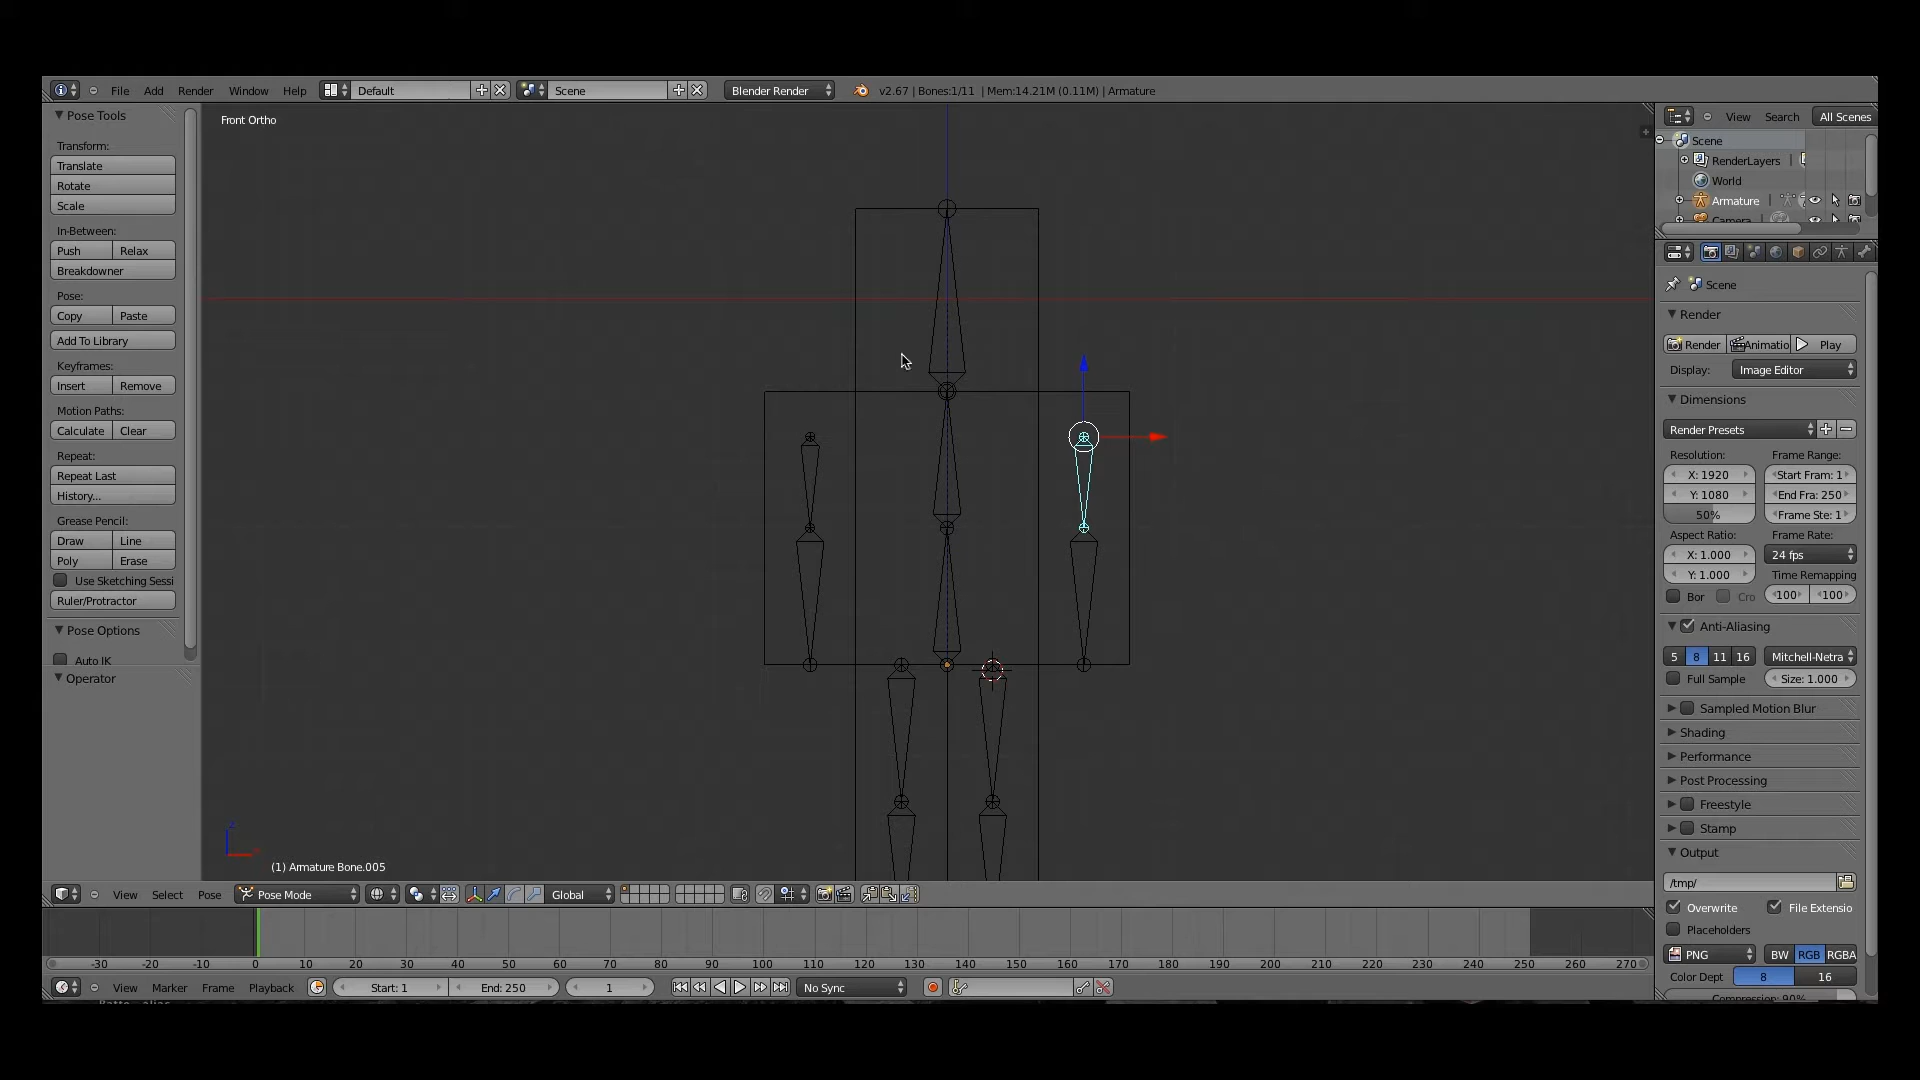 File Add Render Window Help Default Scene Blender Render v2.67 | Bones:1/11 | Mem:14.21M (0.11M) | Armature
Pose Tools
Transform:
Translate
Rotate
Scale
In-Between:
Push Relax
Breakdowner
Pose:
Copy Paste
Add To Library
Keyframes:
Insert Remove
Motion Paths:
Calculate Clear
Repeat:
Repeat Last
History...
Grease Pencil:
Draw Line
Poly Erase
Use Sketching Sessi
Ruler/Protractor
Pose Options
Auto IK
Operator
Front Ortho
(1) Armature Bone.005
View Select Pose Pose Mode Global
-30 -20 -10 0 10 20 30 40 50 60 70 80 90 100 110 120 130 140 150 160 170 180 190 200 210 220 230 240 250 260 270
View Marker Frame Playback Start: 1 End: 250 1 No Sync
View Search All Scenes
Scene
RenderLayers
World
Armature
Camera
Scene
Render
Render Animatio Play
Display: Image Editor
Dimensions
Render Presets
Resolution: Frame Range:
X: 1920 Start Fram: 1
Y: 1080 End Fra: 250
50% Frame Ste: 1
Aspect Ratio: Frame Rate:
X: 1.000 24 fps
Y: 1.000 Time Remapping
Bor Cro 100 100
Anti-Aliasing
5 8 11 16 Mitchell-Netra
Full Sample Size: 1.000
Sampled Motion Blur
Shading
Performance
Post Processing
Freestyle
Stamp
Output
/tmp/
Overwrite File Extensio
Placeholders
PNG BW RGB RGBA
Color Dept 8 16
Compression: 90%